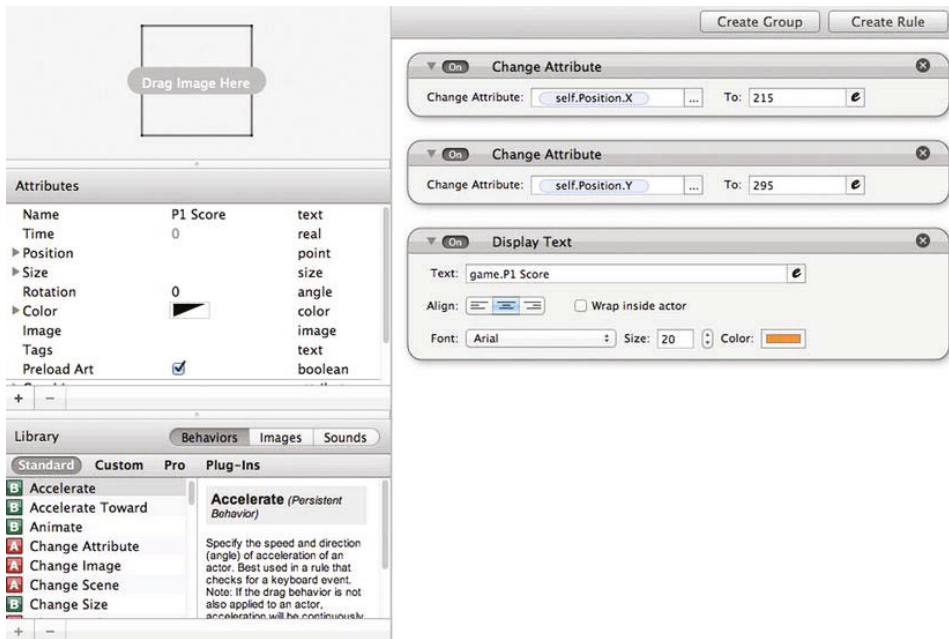 Create Group Create Rule
Drag Image Here
On Change Attribute
Change Attribute: self.Position.X ... To: 215 e
On Change Attribute
Change Attribute: self.Position.Y ... To: 295 e
On Display Text
Text: game.P1 Score e
Align: Wrap inside actor
Font: Arial Size: 20 Color:
Attributes
Name P1 Score text
Time 0 real
Position point
Size size
Rotation 0 angle
Color color
Image image
Tags text
Preload Art boolean
+ −
Library Behaviors Images Sounds
Standard Custom Pro Plug-Ins
B Accelerate
B Accelerate Toward
B Animate
A Change Attribute
A Change Image
A Change Scene
B Change Size
Accelerate (Persistent
Behavior)
Specify the speed and direction
(angle) of acceleration of an
actor. Best used in a rule that
checks for a keyboard event.
Note: If the drag behavior is not
also applied to an actor,
acceleration will be continuously
+ −